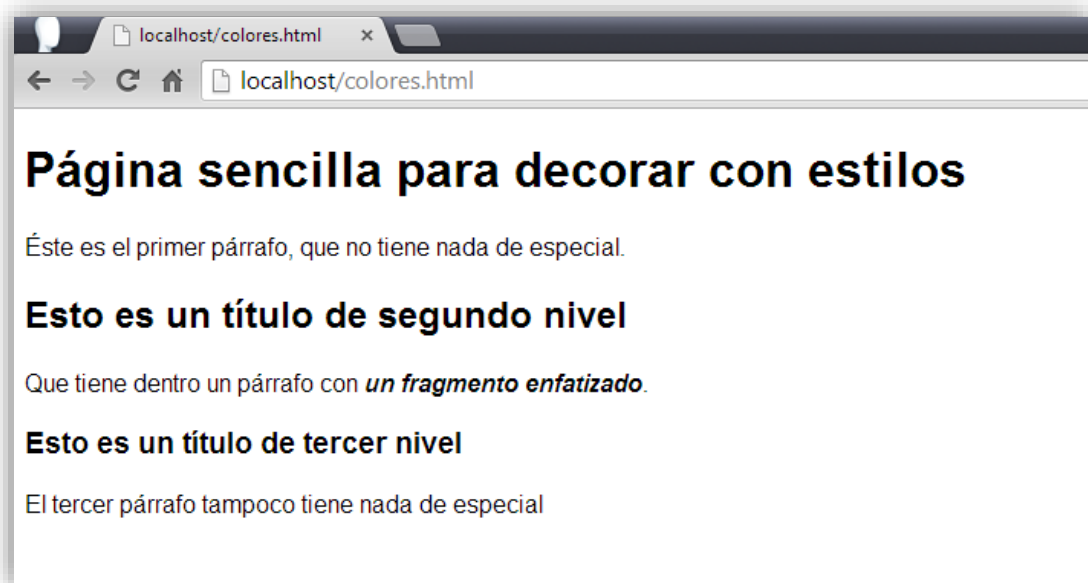 localhost/colores.html
localhost/colores.html
Página sencilla para decorar con estilos
Éste es el primer párrafo, que no tiene nada de especial.
Esto es un título de segundo nivel
Que tiene dentro un párrafo con un fragmento enfatizado.
Esto es un título de tercer nivel
El tercer párrafo tampoco tiene nada de especial